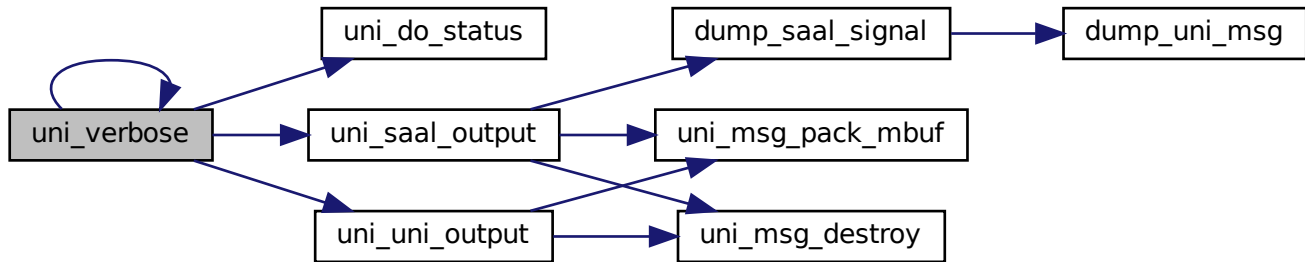 uni_do_status
dump_saal_signal
dump_uni_msg
uni_verbose
uni_saal_output
uni_msg_pack_mbuf
uni_uni_output
uni_msg_destroy